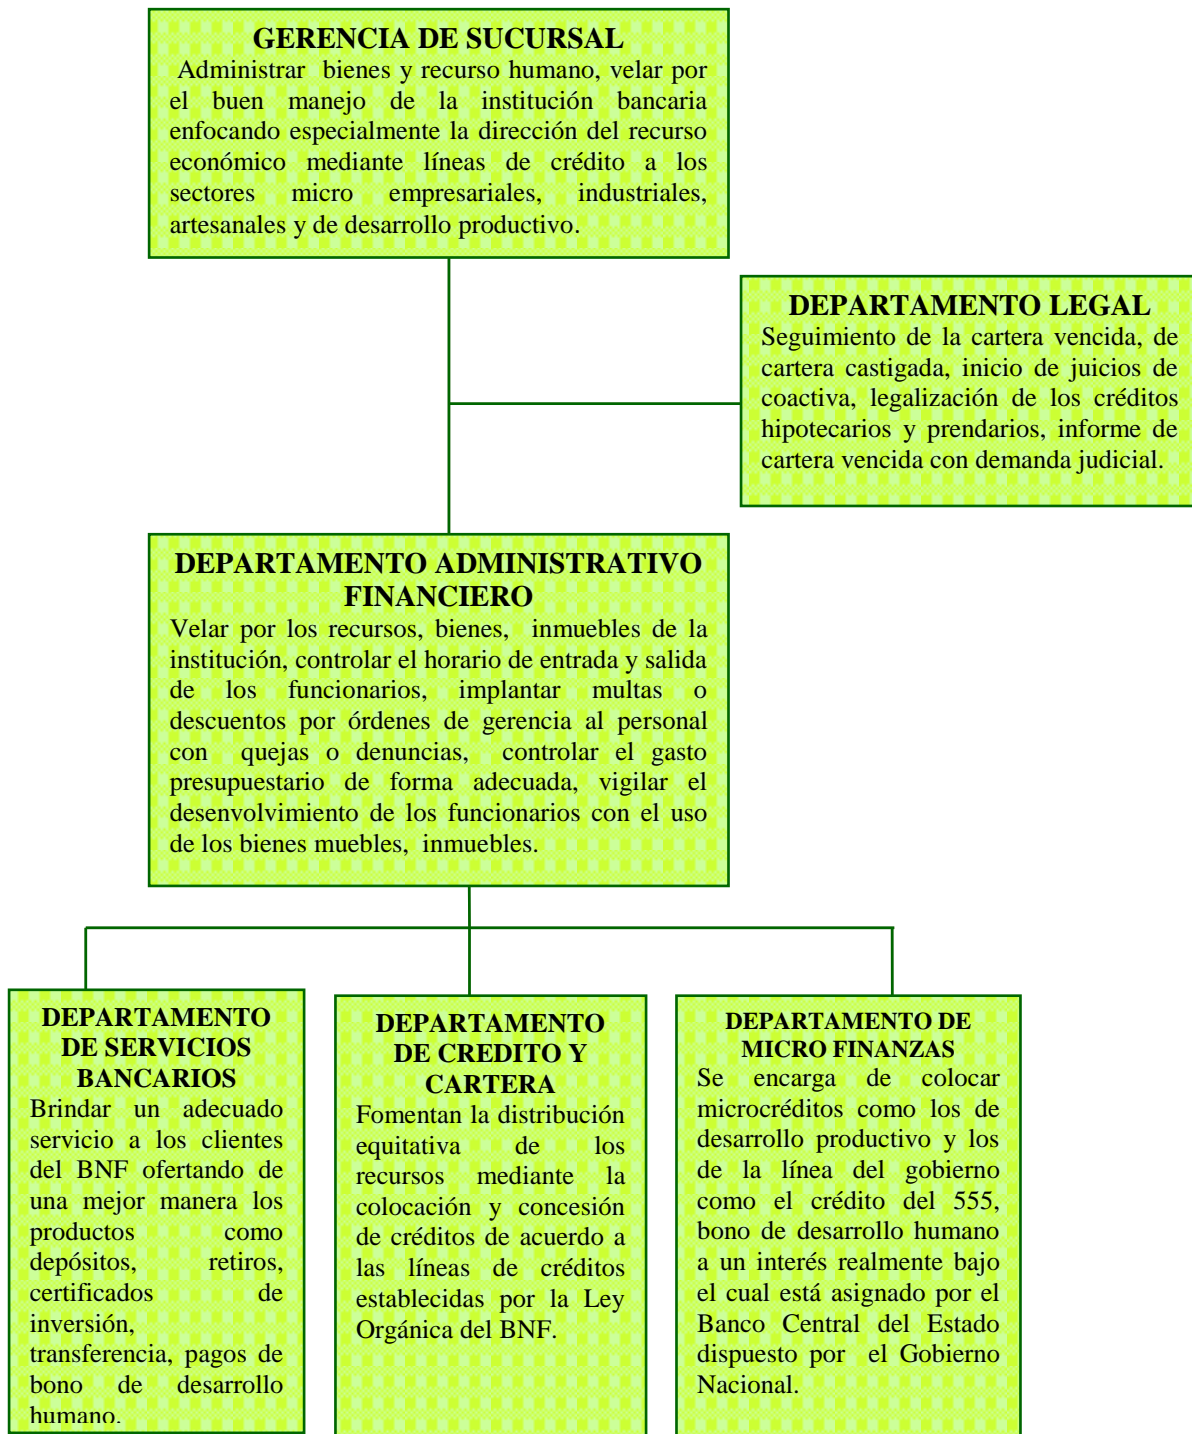 GERENCIA DE SUCURSAL
Administrar bienes y recurso humano, velar por
el buen manejo de la institución bancaria
enfocando especialmente la dirección del recurso
económico mediante líneas de crédito a los
sectores micro empresariales, industriales,
artesanales y de desarrollo productivo.
DEPARTAMENTO LEGAL
Seguimiento de la cartera vencida, de
cartera castigada, inicio de juicios de
coactiva, legalización de los créditos
hipotecarios y prendarios, informe de
cartera vencida con demanda judicial.
DEPARTAMENTO ADMINISTRATIVO
FINANCIERO
Velar por los recursos, bienes, inmuebles de la
institución, controlar el horario de entrada y salida
de los funcionarios, implantar multas o
descuentos por órdenes de gerencia al personal
con quejas o denuncias, controlar el gasto
presupuestario de forma adecuada, vigilar el
desenvolvimiento de los funcionarios con el uso
de los bienes muebles, inmuebles.
DEPARTAMENTO
DE SERVICIOS
BANCARIOS
Brindar un adecuado
servicio a los clientes
del BNF ofertando de
una mejor manera los
productos como
depósitos, retiros,
certificados de
inversión,
transferencia, pagos de
bono de desarrollo
humano.
DEPARTAMENTO
DE CREDITO Y
CARTERA
Fomentan la distribución
equitativa de los
recursos mediante la
colocación y concesión
de créditos de acuerdo a
las líneas de créditos
establecidas por la Ley
Orgánica del BNF.
DEPARTAMENTO DE
MICRO FINANZAS
Se encarga de colocar
microcréditos como los de
desarrollo productivo y los
de la línea del gobierno
como el crédito del 555,
bono de desarrollo humano
a un interés realmente bajo
el cual está asignado por el
Banco Central del Estado
dispuesto por el Gobierno
Nacional.